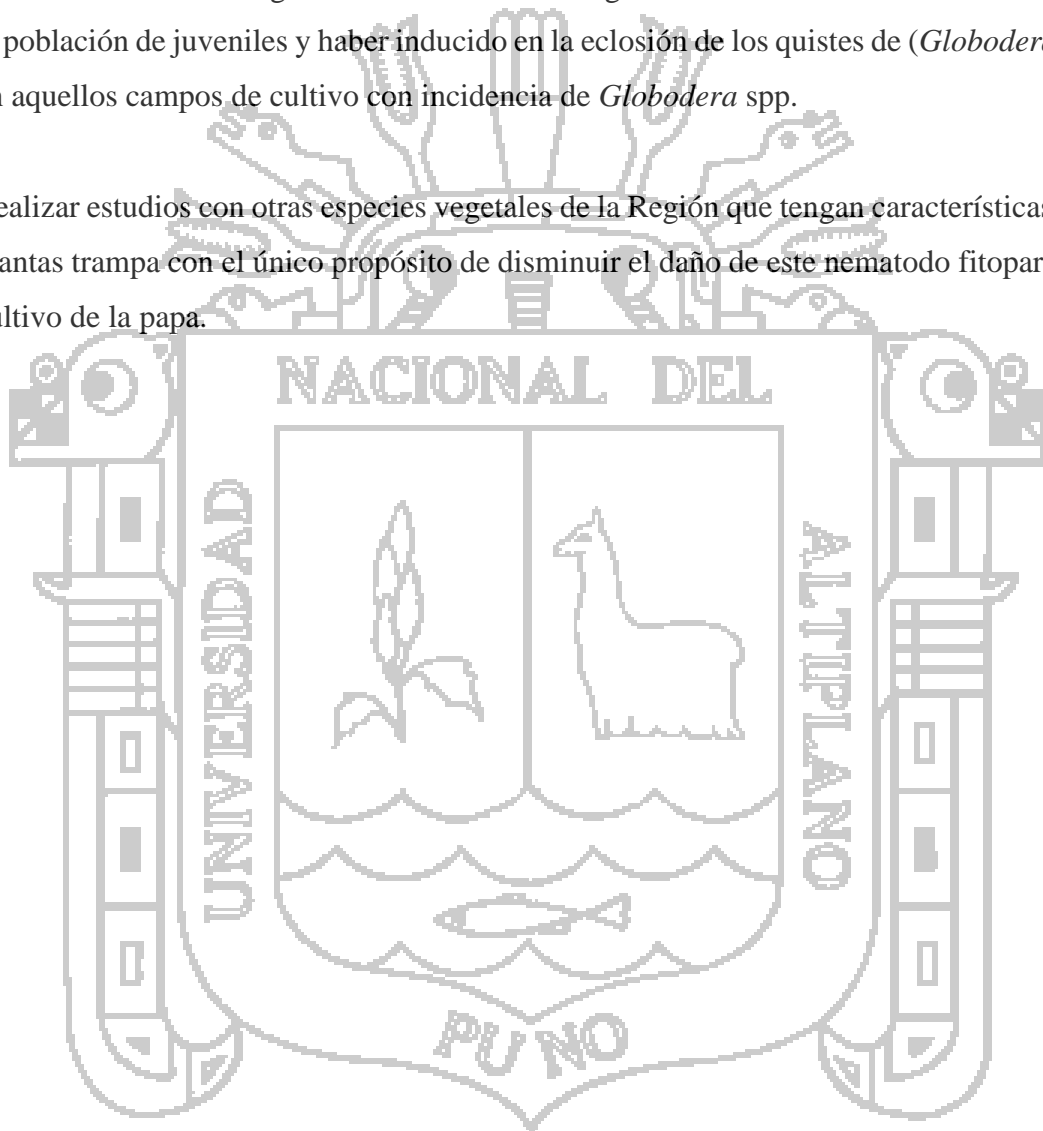 población de juveniles y haber inducido en la eclosión de los quistes de (Globodera
aquellos campos de cultivo con incidencia de Globodera spp.
ealizar estudios con otras especies vegetales de la Región que tengan características
antas trampa con el único propósito de disminuir el daño de este nematodo fitopar
ultivo de la papa.
NACIONAL DEL
UNIVERSIDAD
ALTIPLANO
PUNO